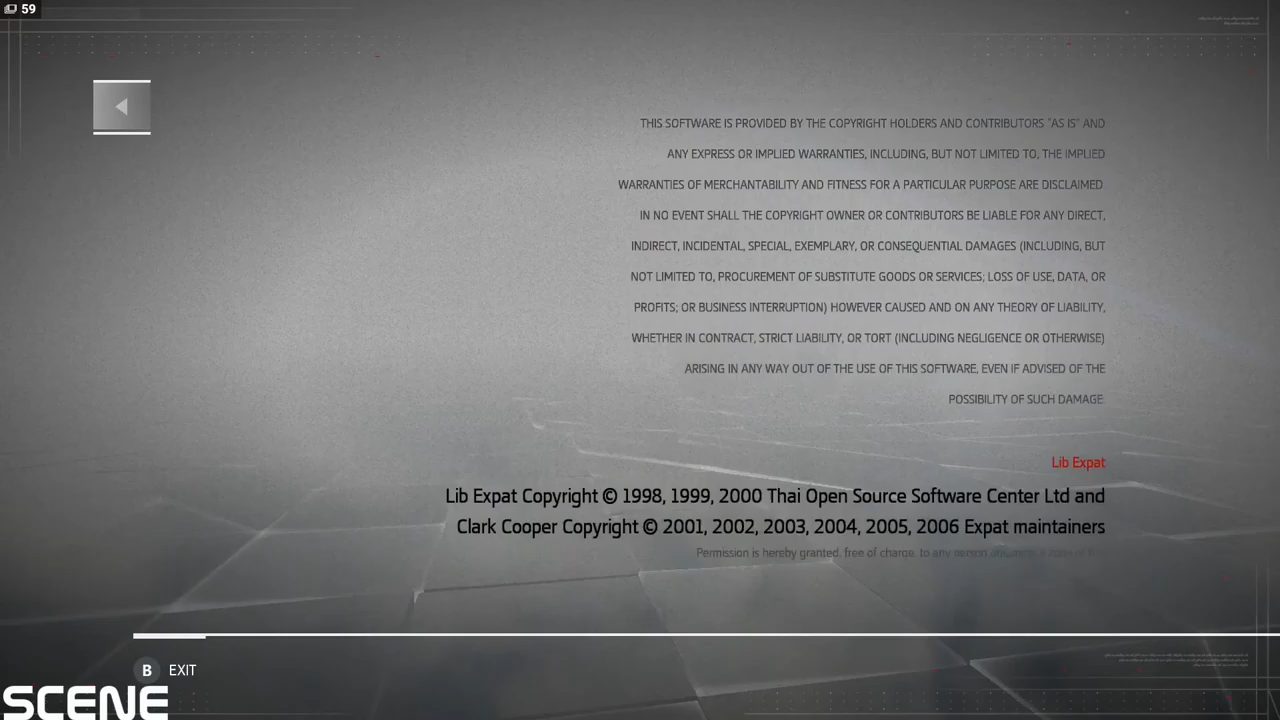 59
THIS SOFTWARE IS PROVIDED BY THE COPYRIGHT HOLDERS AND CONTRIBUTORS "AS IS" AND
ANY EXPRESS OR IMPLIED WARRANTIES, INCLUDING, BUT NOT LIMITED TO, THE IMPLIED
WARRANTIES OF MERCHANTABILITY AND FITNESS FOR A PARTICULAR PURPOSE ARE DISCLAIMED
IN NO EVENT SHALL THE COPYRIGHT OWNER OR CONTRIBUTORS BE LIABLE FOR ANY DIRECT,
INDIRECT, INCIDENTAL, SPECIAL, EXEMPLARY, OR CONSEQUENTIAL DAMAGES (INCLUDING, BUT
NOT LIMITED TO, PROCUREMENT OF SUBSTITUTE GOODS OR SERVICES; LOSS OF USE, DATA, OR
PROFITS; OR BUSINESS INTERRUPTION) HOWEVER CAUSED AND ON ANY THEORY OF LIABILITY,
WHETHER IN CONTRACT, STRICT LIABILITY, OR TORT (INCLUDING NEGLIGENCE OR OTHERWISE)
ARISING IN ANY WAY OUT OF THE USE OF THIS SOFTWARE, EVEN IF ADVISED OF THE
POSSIBILITY OF SUCH DAMAGE.
Lib Expat
Lib Expat Copyright © 1998, 1999, 2000 Thai Open Source Software Center Ltd and
Clark Cooper Copyright © 2001, 2002, 2003, 2004, 2005, 2006 Expat maintainers
Permission is hereby granted, free of charge, to any person
B EXIT
SCENE